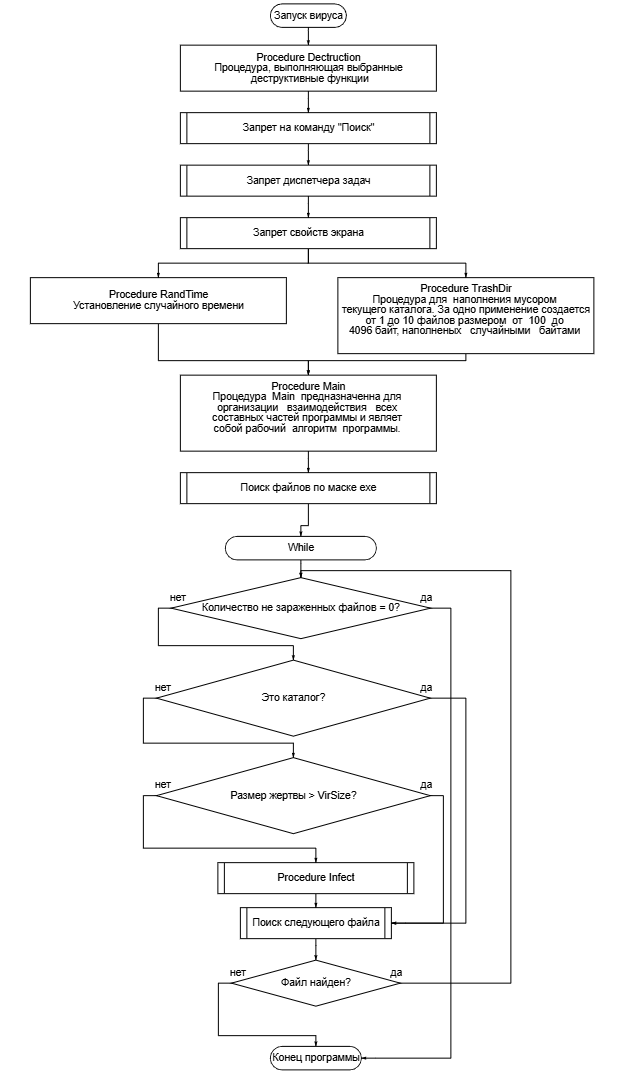 Запуск вируса
Procedure Dectruction
Процедура, выполняющая выбранные
деструктивные функции
Запрет на команду "Поиск"
Запрет диспетчера задач
Запрет свойств экрана
Procedure RandTime
Установление случайного времени
Procedure TrashDir
Процедура для наполнения мусором
текущего каталога. За одно применение создается
от 1 до 10 файлов размером от 100 до
4096 байт, наполненых случайными байтами
Procedure Main
Процедура Main предназначенна для
организации взаимодействия всех
составных частей программы и являет
собой рабочий алгоритм программы.
Поиск файлов по маске exe
While
нет
да
Количество не зараженных файлов = 0?
нет
да
Это каталог?
нет
да
Размер жертвы > VirSize?
Procedure Infect
Поиск следующего файла
нет
да
Файл найден?
Конец программы